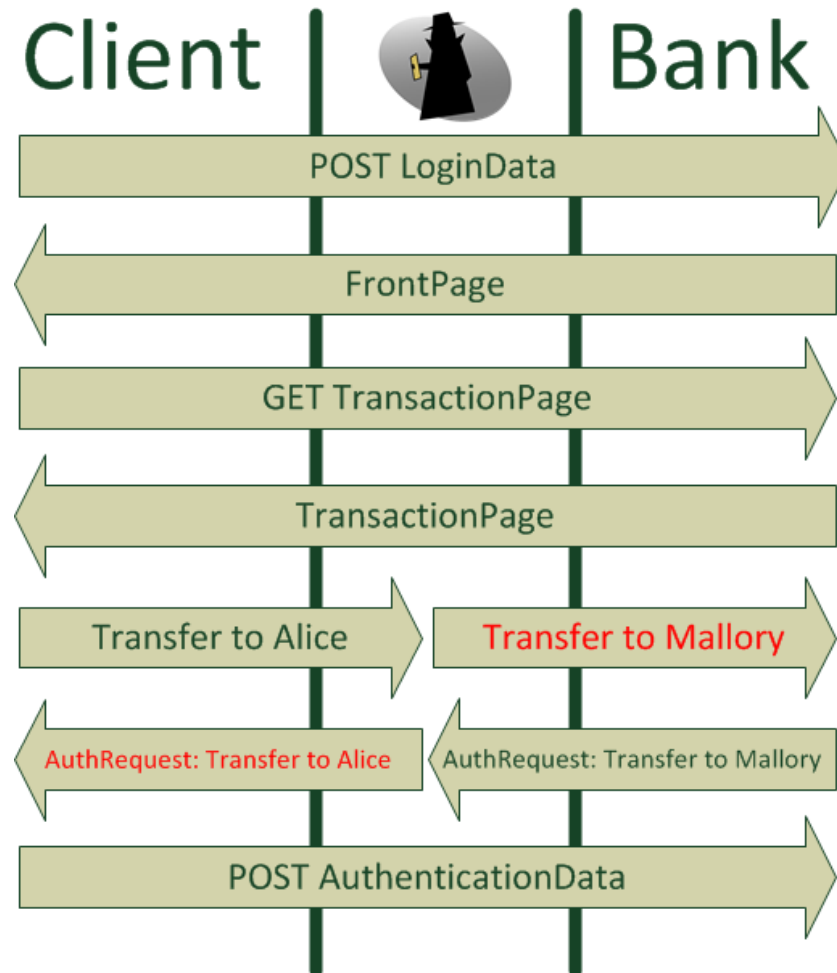 Client Bank
POST LoginData
FrontPage
GET TransactionPage
TransactionPage
Transfer to Alice
Transfer to Mallory
AuthRequest: Transfer to Alice
AuthRequest: Transfer to Mallory
POST AuthenticationData